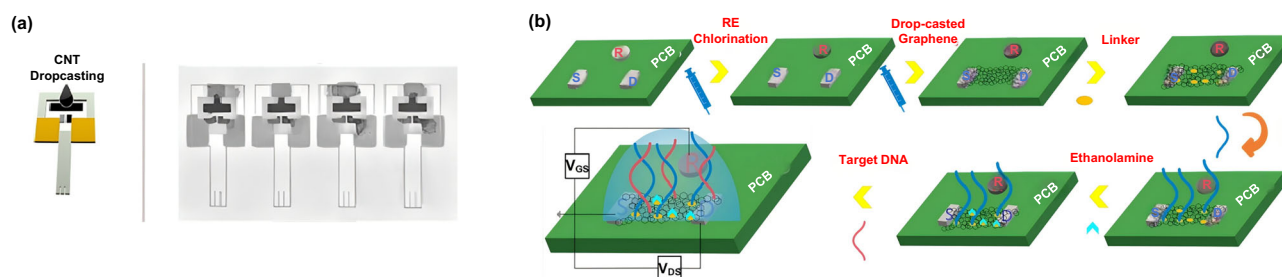 (a)
CNT
Dropcasting
(b)
RE
Chlorination
Drop-casted
Graphene
Linker
R
S
D
PCB
R
S
D
PCB
R
S
D
PCB
R
D
PCB
Target DNA
Ethanolamine
VGS
VDS
S
PCB
R
S
D
PCB
R
S
D
PCB